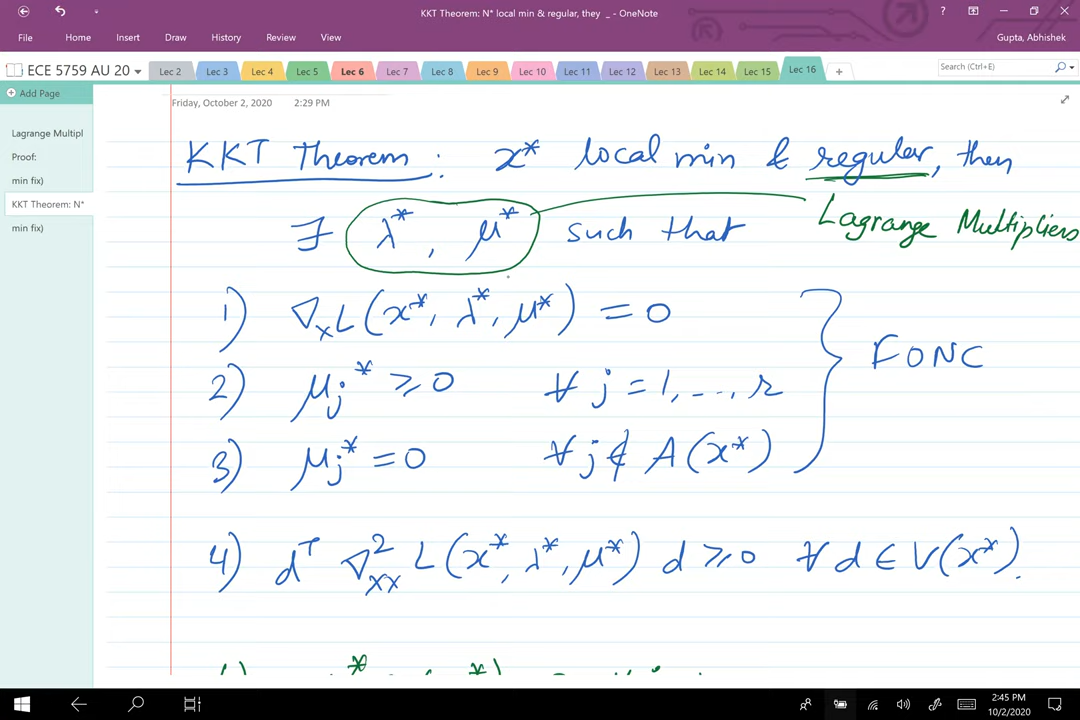 KKT Theorem: N* local min & regular, they _ - OneNote
?
File Home Insert Draw History Review View
Gupta, Abhishek
ECE 5759 AU 20
Lec 2 Lec 3 Lec 4 Lec 5 Lec 6 Lec 7 Lec 8 Lec 9 Lec 10 Lec 11 Lec 12 Lec 13 Lec 14 Lec 15 Lec 16 +
Search (Ctrl+E)
Add Page
Lagrange Multipl
Proof:
min fix)
KKT Theorem: N*
min fix)
Friday, October 2, 2020 2:29 PM
KKT Theorem: x* local min & regular, then
∃ λ*, μ* such that Lagrange Multipliers
1) ∇ₓL(x*, λ*, μ*) = 0
2) μⱼ* ≥ 0 ∀ j = 1, ..., r
3) μⱼ* = 0 ∀ j ∉ A(x*)
FONC
4) dᵀ ∇²ₓₓ L(x*, λ*, μ*) d ≥ 0 ∀ d ∈ V(x*).
2:45 PM
10/2/2020